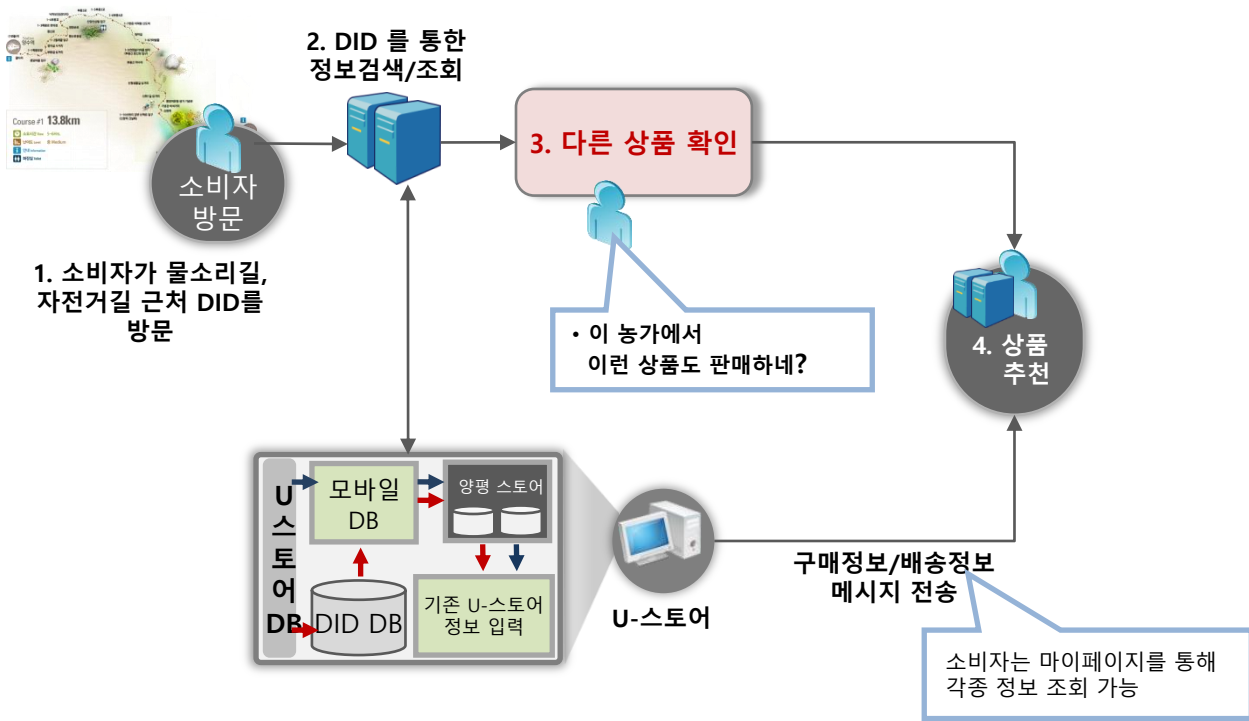 Course #1 13.8km
소비자
방문
1. 소비자가 물소리길,
자전거길 근처 DID를
방문
2. DID 를 통한
정보검색/조회
3. 다른 상품 확인
• 이 농가에서
이런 상품도 판매하네?
4. 상품
추천
U
스
토
어
DB
모바일
DB
양평 스토어
DID DB
기존 U-스토어
정보 입력
U-스토어
구매정보/배송정보
메시지 전송
소비자는 마이페이지를 통해
각종 정보 조회 가능